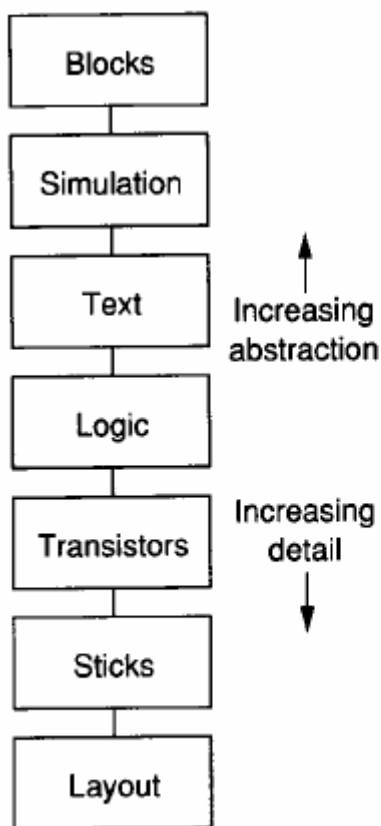 Blocks
Simulation
Text
Increasing
abstraction
Logic
Transistors
Increasing
detail
Sticks
Layout